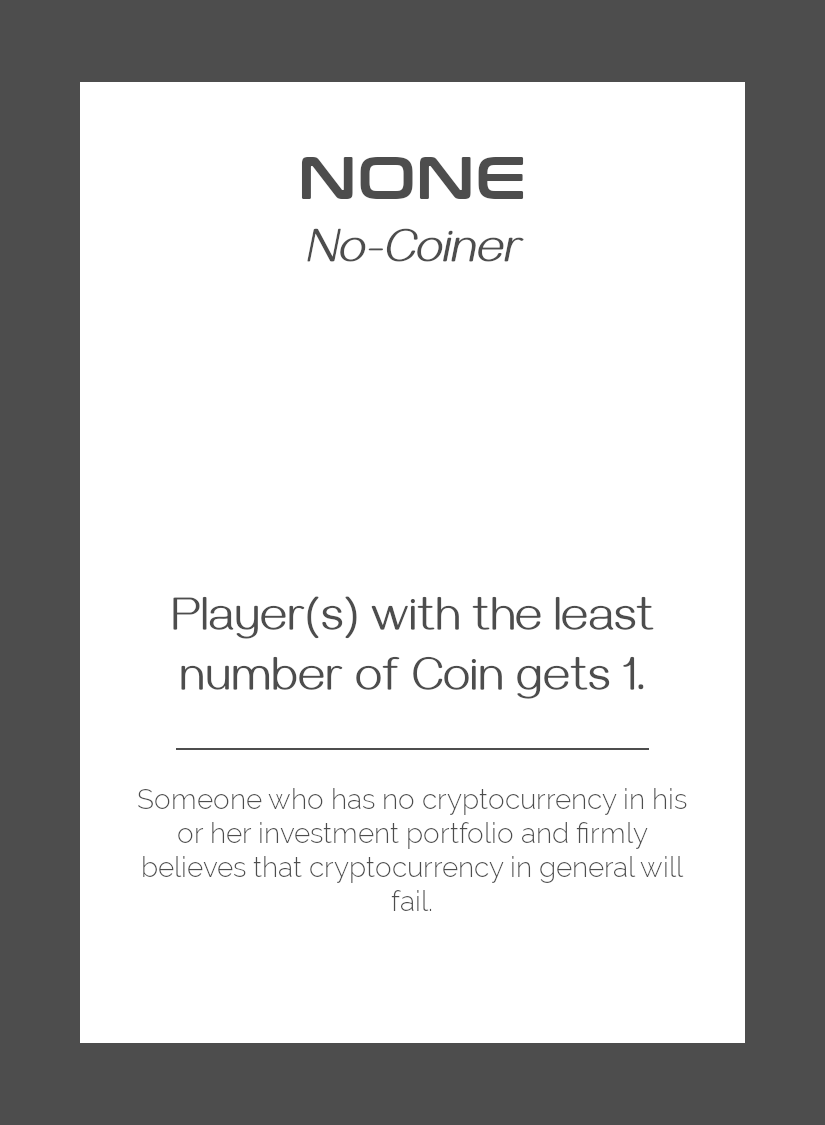 NONE
No-Coiner
Player(s) with the least
number of Coin gets 1.
Someone who has no cryptocurrency in his
or her investment portfolio and firmly
believes that cryptocurrency in general will
fail.